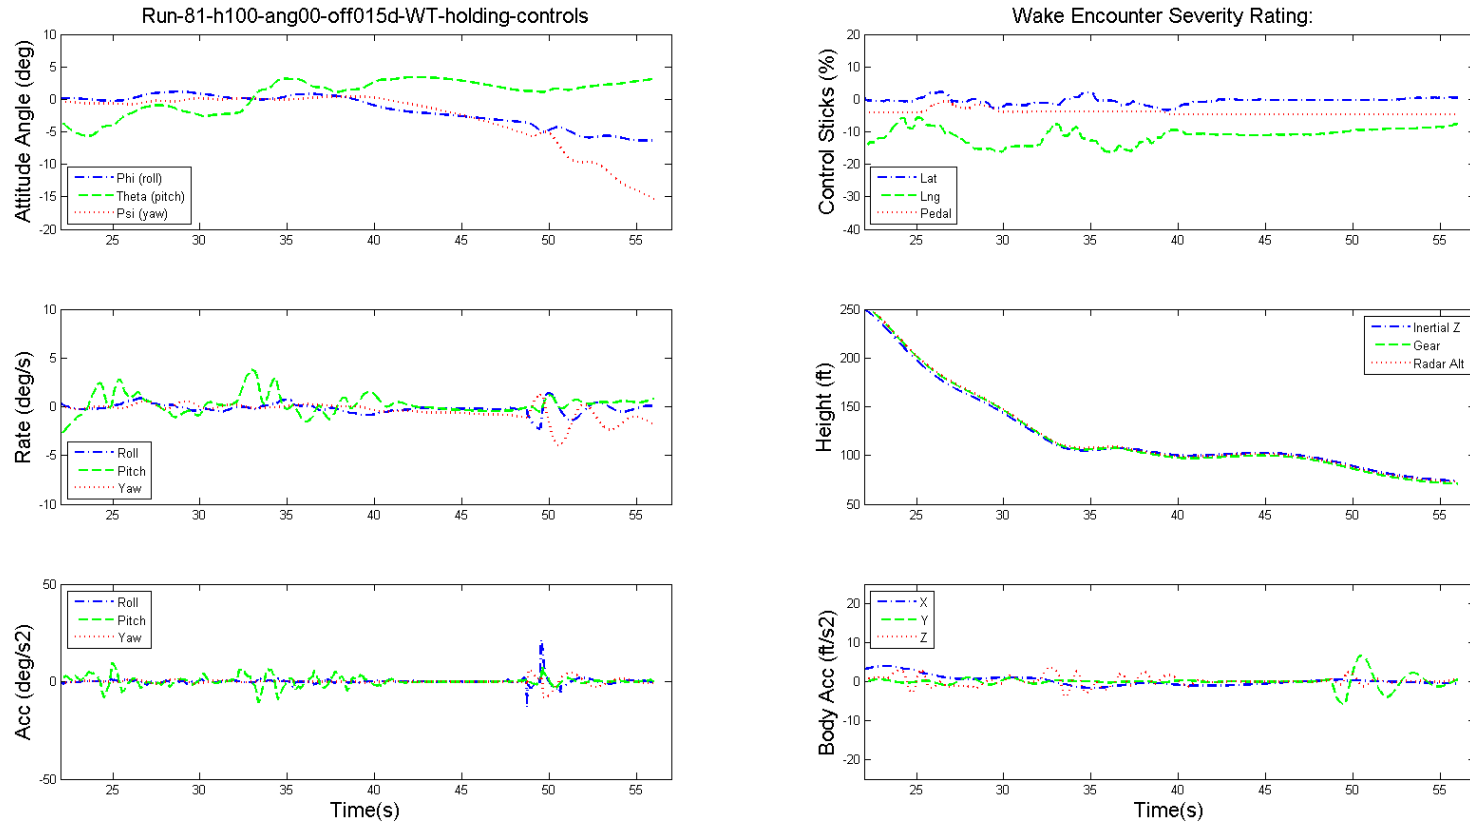 Run-81-h100-ang00-off015d-WT-holding-controls
Attitude Angle (deg)
10
5
0
-5
-10
-15
-20
Phi (roll)
Theta (pitch)
Psi (yaw)
25 30 35 40 45 50 55
Wake Encounter Severity Rating:
Control Sticks (%)
20
10
0
-10
-20
-30
-40
Lat
Lng
Pedal
25 30 35 40 45 50 55
Rate (deg/s)
10
5
0
-5
-10
Roll
Pitch
Yaw
25 30 35 40 45 50 55
Height (ft)
250
200
150
100
50
Inertial Z
Gear
Radar Alt
25 30 35 40 45 50 55
Acc (deg/s2)
50
0
-50
Roll
Pitch
Yaw
25 30 35 40 45 50 55
Time(s)
Body Acc (ft/s2)
20
10
0
-10
-20
X
Y
Z
25 30 35 40 45 50 55
Time(s)